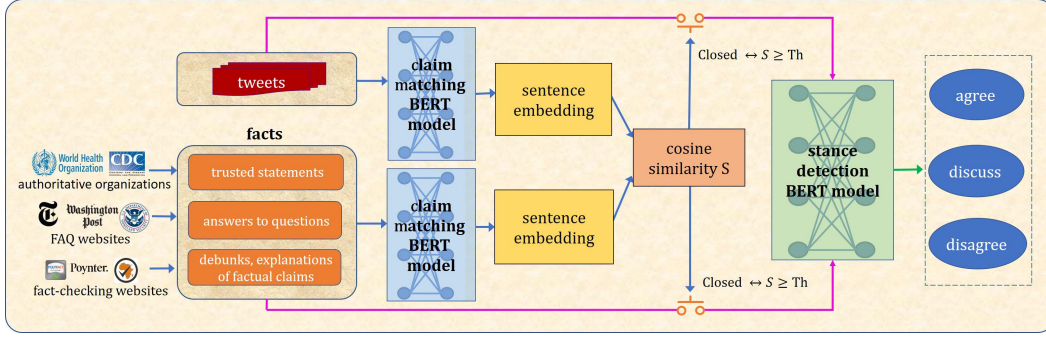 tweets
claim
matching
BERT
model
sentence
embedding
Closed ↔ S ≥ Th
cosine
similarity S
stance
detection
BERT model
agree
discuss
disagree
facts
World Health
Organization
CDC
authoritative organizations
trusted statements
Washington
Post
FAQ websites
answers to questions
Poynter.
fact-checking websites
debunks, explanations
of factual claims
claim
matching
BERT
model
sentence
embedding
Closed ↔ S ≥ Th